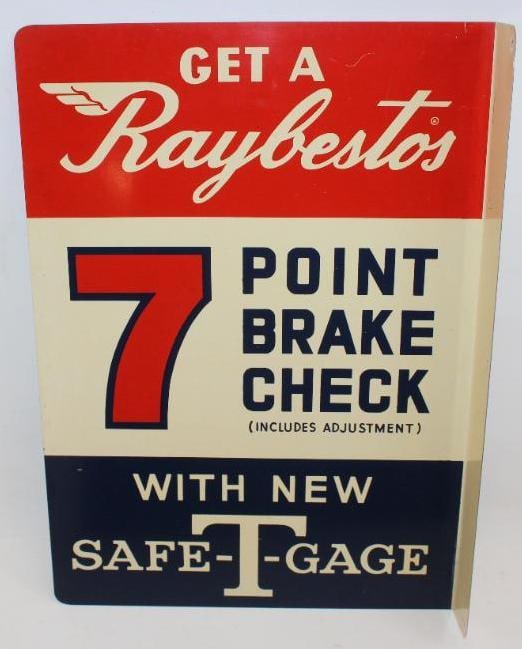 GET A
Raybestos®
7 POINT
BRAKE
CHECK
(INCLUDES ADJUSTMENT)
WITH NEW
SAFE-T-GAGE